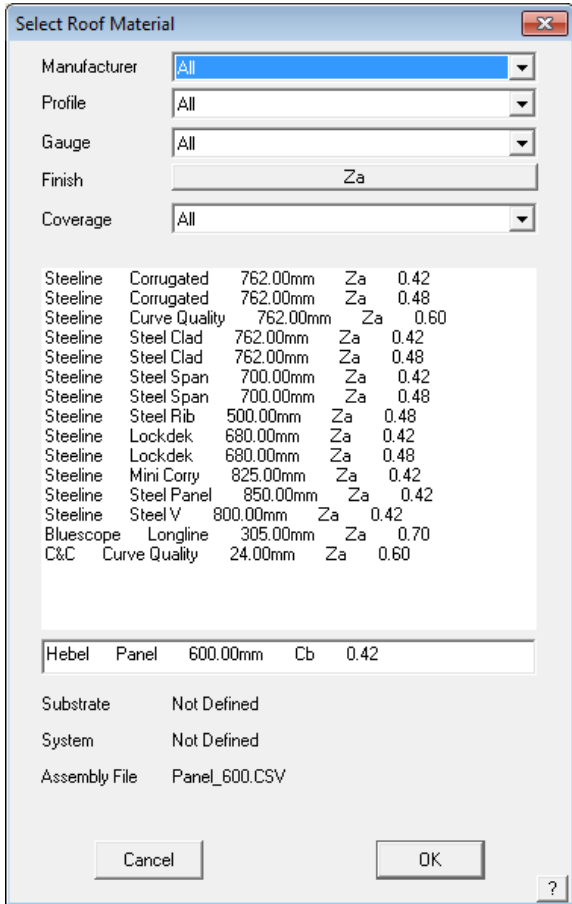 Select Roof Material
Manufacturer All
Profile All
Gauge All
Finish Za
Coverage All
Steeline Corrugated 762.00mm Za 0.42
Steeline Corrugated 762.00mm Za 0.48
Steeline Curve Quality 762.00mm Za 0.60
Steeline Steel Clad 762.00mm Za 0.42
Steeline Steel Clad 762.00mm Za 0.48
Steeline Steel Span 700.00mm Za 0.42
Steeline Steel Span 700.00mm Za 0.48
Steeline Steel Rib 500.00mm Za 0.48
Steeline Lockdek 680.00mm Za 0.42
Steeline Lockdek 680.00mm Za 0.48
Steeline Mini Corry 825.00mm Za 0.42
Steeline Steel Panel 850.00mm Za 0.42
Steeline Steel V 800.00mm Za 0.42
Bluescope Longline 305.00mm Za 0.70
C&C Curve Quality 24.00mm Za 0.60
Hebel Panel 600.00mm Cb 0.42
Substrate Not Defined
System Not Defined
Assembly File Panel_600.CSV
Cancel OK
?